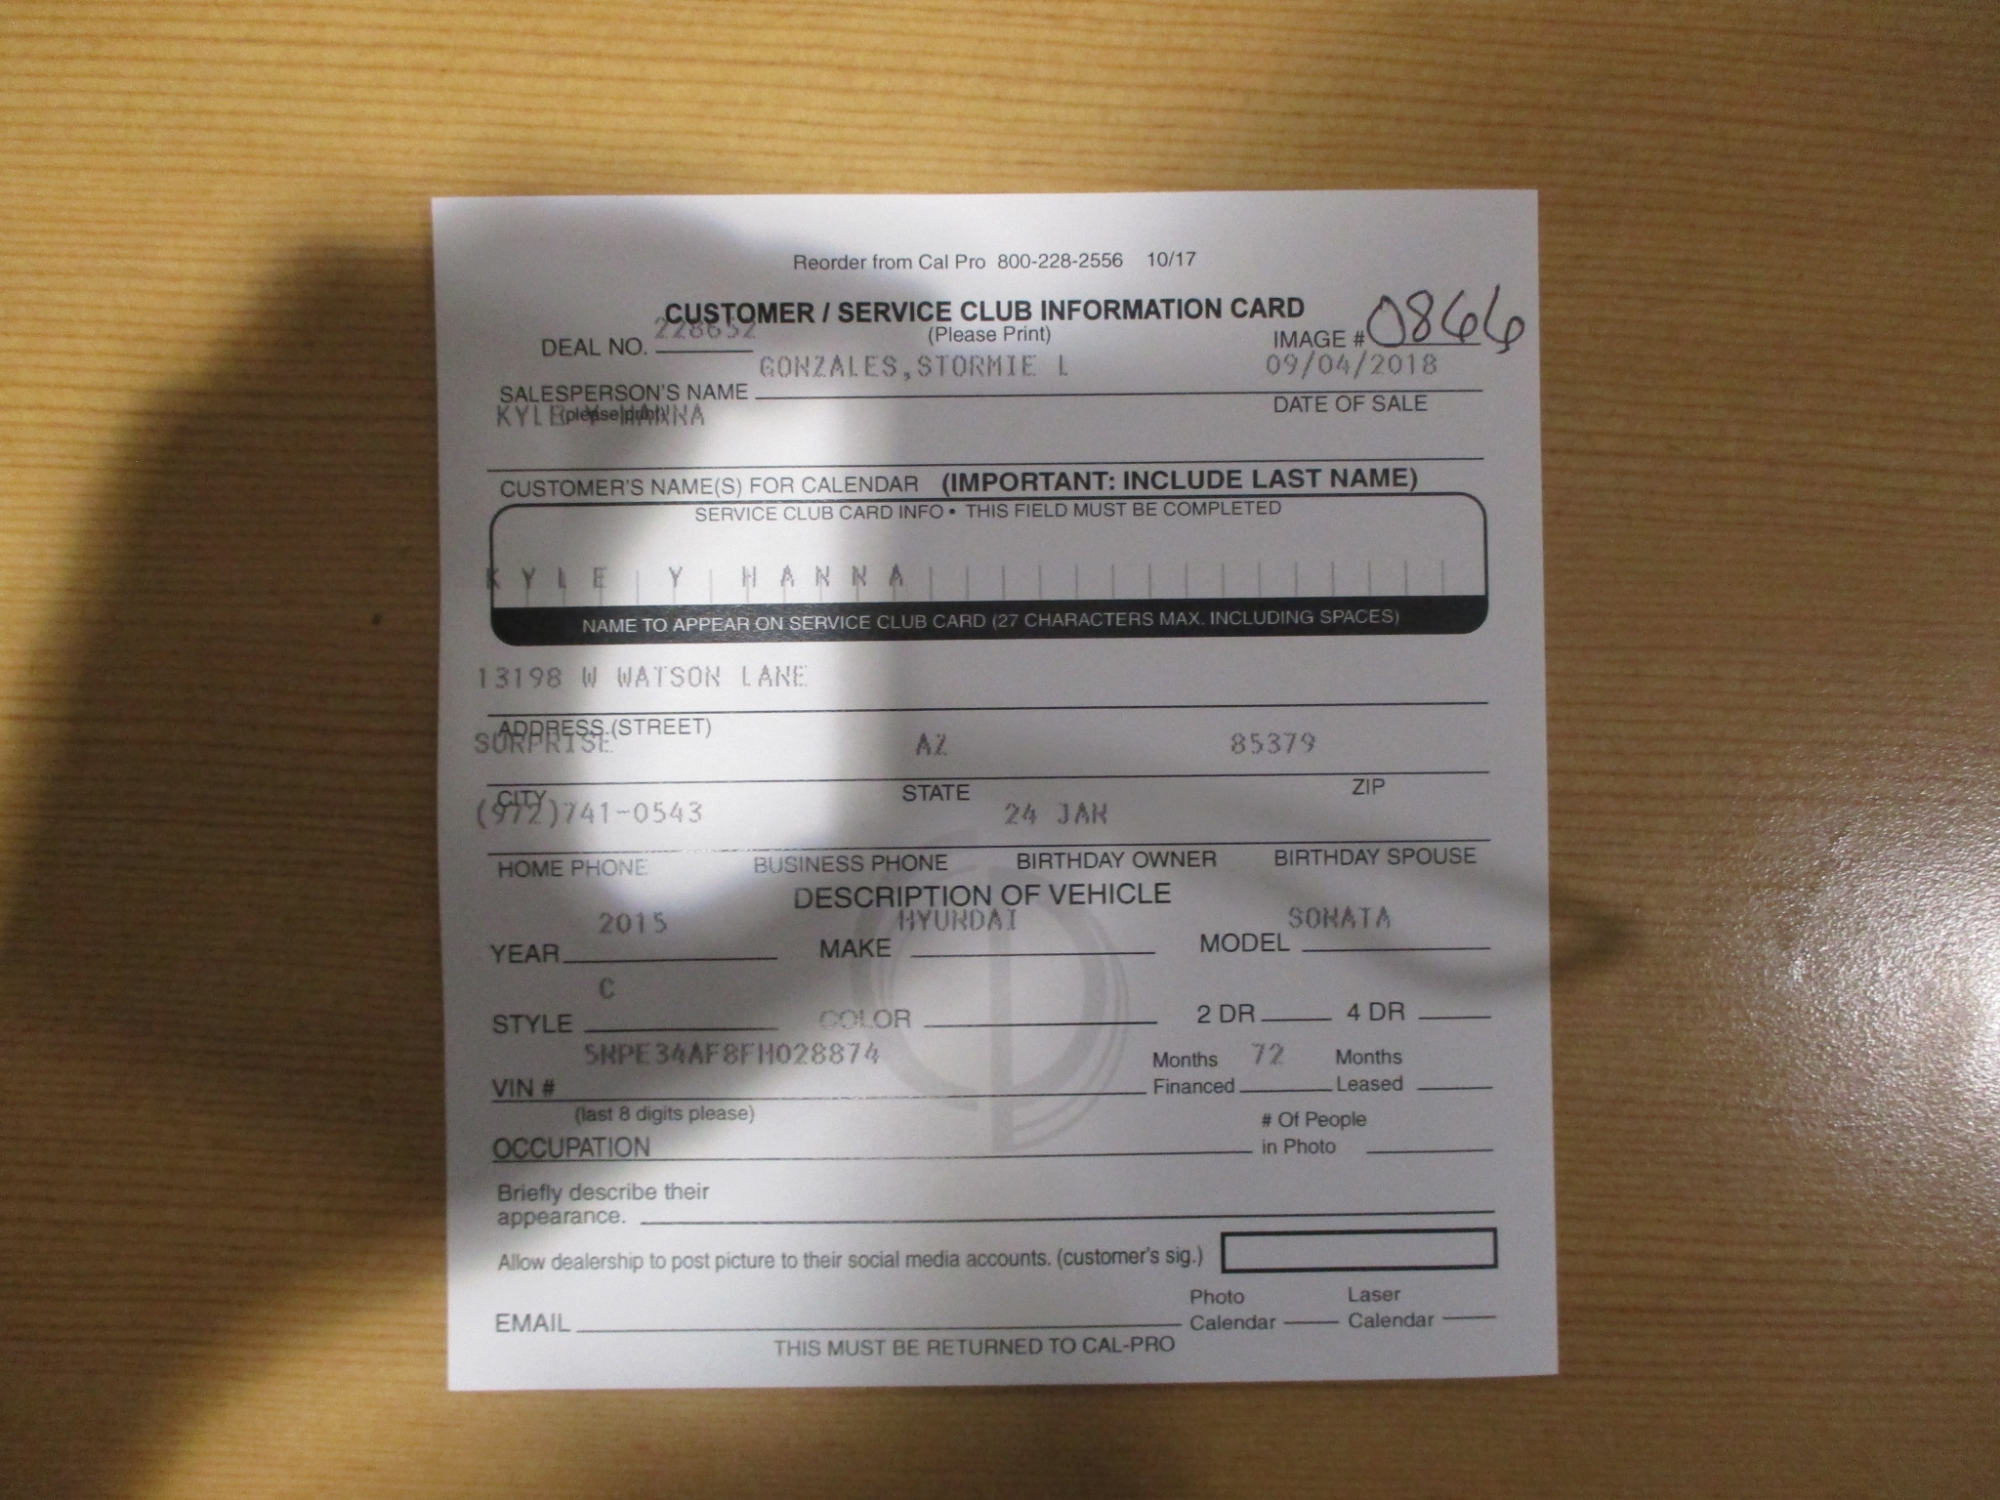 Reorder from Cal Pro 800-228-2556 10/17
CUSTOMER / SERVICE CLUB INFORMATION CARD
DEAL NO. 228652 (Please Print) IMAGE # 0866
SALESPERSON'S NAME GONZALES,STORMIE L 09/04/2018
(please print) DATE OF SALE
KYLE Y HANNA
CUSTOMER'S NAME(S) FOR CALENDAR (IMPORTANT: INCLUDE LAST NAME)
SERVICE CLUB CARD INFO • THIS FIELD MUST BE COMPLETED
KYLE Y HANNA
NAME TO APPEAR ON SERVICE CLUB CARD (27 CHARACTERS MAX. INCLUDING SPACES)
13198 W WATSON LANE
ADDRESS (STREET)
SURPRISE AZ 85379
CITY STATE ZIP
(972)741-0543 24 JAN
HOME PHONE BUSINESS PHONE BIRTHDAY OWNER BIRTHDAY SPOUSE
DESCRIPTION OF VEHICLE
YEAR 2015 MAKE HYUNDAI MODEL SONATA
STYLE C COLOR 2 DR 4 DR
VIN # 5NPE34AF8FH028874 Months Financed 72 Months Leased
(last 8 digits please)
OCCUPATION # Of People in Photo
Briefly describe their
appearance.
Allow dealership to post picture to their social media accounts. (customer's sig.)
EMAIL Photo Calendar Laser Calendar
THIS MUST BE RETURNED TO CAL-PRO